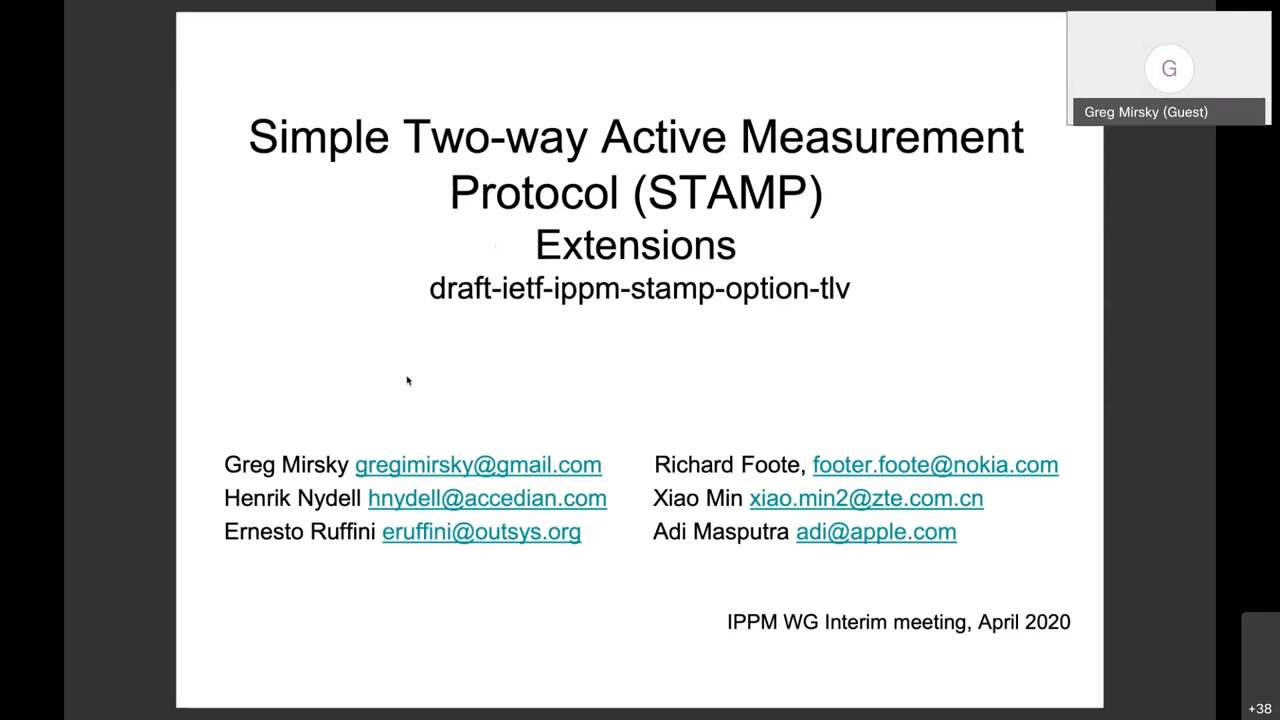 Simple Two-way Active Measurement
Protocol (STAMP)
Extensions
draft-ietf-ippm-stamp-option-tlv
Greg Mirsky gregimirsky@gmail.com
Henrik Nydell hnydell@accedian.com
Ernesto Ruffini eruffini@outsys.org
Richard Foote, footer.foote@nokia.com
Xiao Min xiao.min2@zte.com.cn
Adi Masputra adi@apple.com
IPPM WG Interim meeting, April 2020
G
Greg Mirsky (Guest)
+38